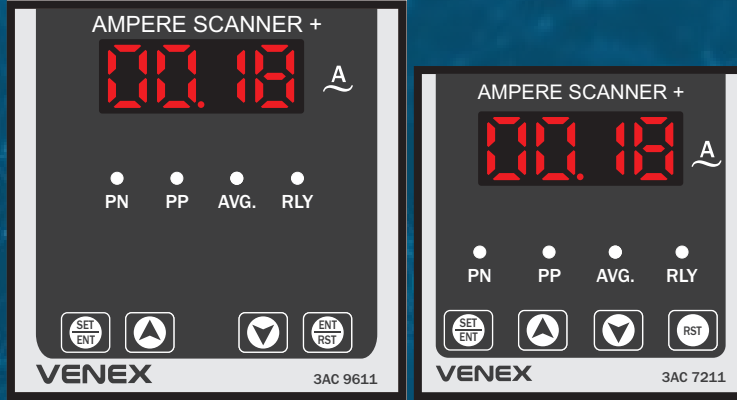 AMPERE SCANNER +
00.18 A
PN PP AVG. RLY
SET ENT ENT RST
VENEX 3AC 9611
AMPERE SCANNER +
00.18 A
PN PP AVG. RLY
SET ENT RST
VENEX 3AC 7211